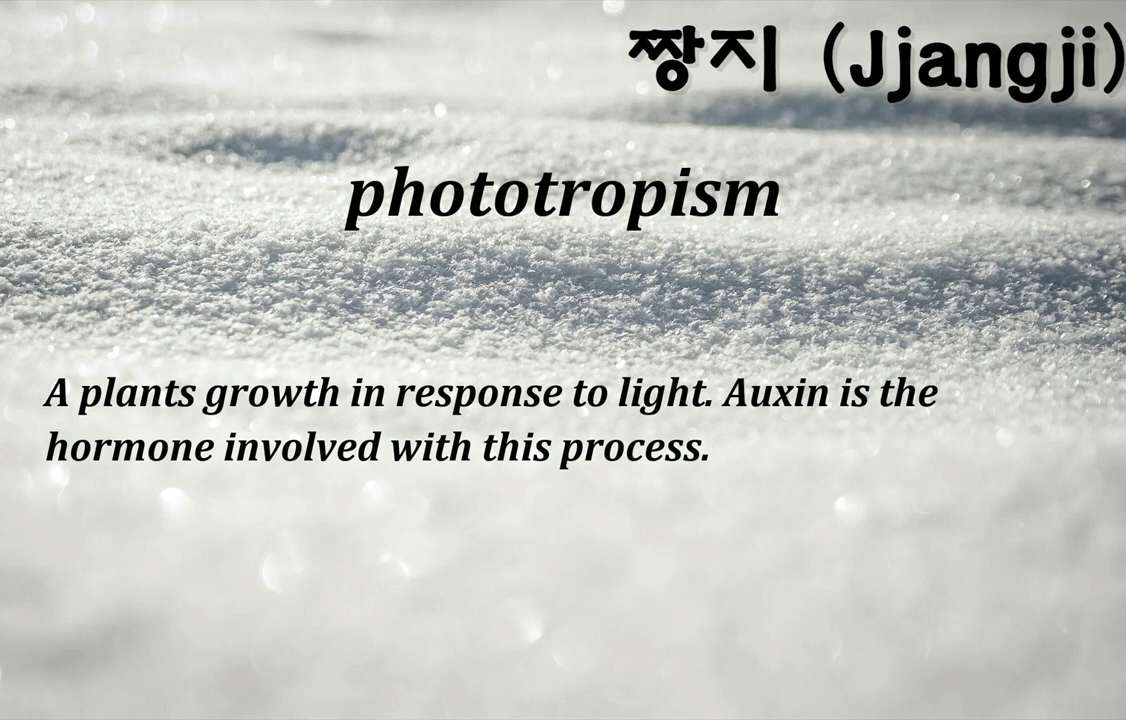 짱지 (Jjangji)
phototropism
A plants growth in response to light. Auxin is the
hormone involved with this process.